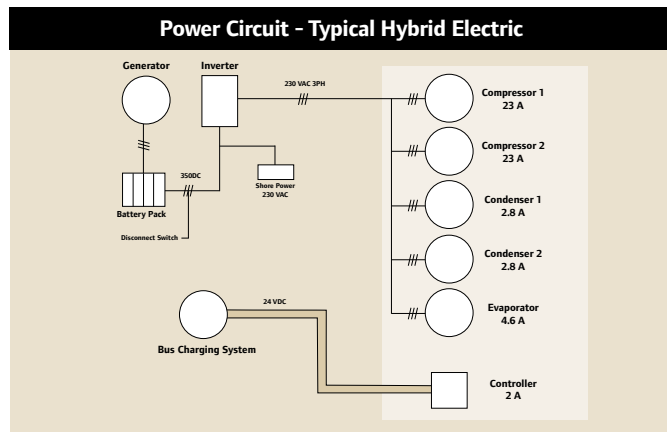 Power Circuit - Typical Hybrid Electric
Generator
Inverter
230 VAC 3PH
Compressor 1
23 A
Compressor 2
23 A
350DC
Shore Power
230 VAC
Battery Pack
Condenser 1
2.8 A
Disconnect Switch
Condenser 2
2.8 A
24 VDC
Evaporator
4.6 A
Bus Charging System
Controller
2 A